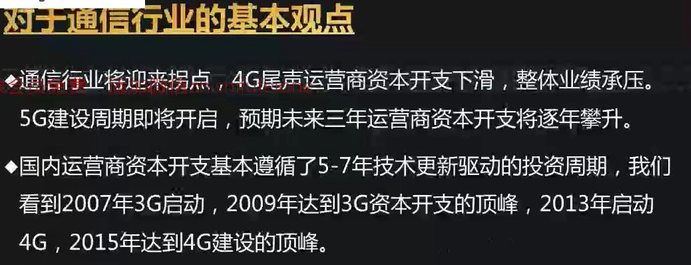 对于通信行业的基本观点
◆通信行业将迎来拐点，4G尾声运营商资本开支下滑，整体业绩承压。
5G建设周期即将开启，预期未来三年运营商资本开支将逐年攀升。
◆国内运营商资本开支基本遵循了5-7年技术更新驱动的投资周期，我们
看到2007年3G启动，2009年达到3G资本开支的顶峰，2013年启动
4G，2015年达到4G建设的顶峰。